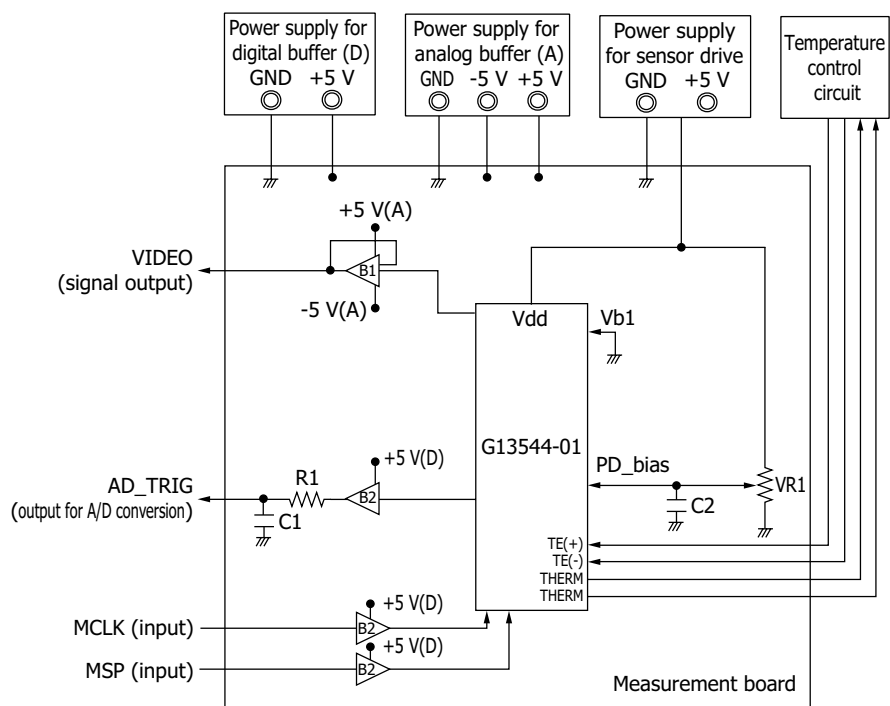 Power supply for
digital buffer (D)
GND +5 V
Power supply for
analog buffer (A)
GND -5 V +5 V
Power supply
for sensor drive
GND +5 V
Temperature
control
circuit
+5 V(A)
VIDEO
(signal output)
B1
-5 V(A)
Vdd
Vb1
G13544-01
+5 V(D)
PD_bias
AD_TRIG
(output for A/D conversion)
R1
B2
C1
C2
VR1
TE(+)
TE(-)
THERM
THERM
+5 V(D)
MCLK (input)
B2
+5 V(D)
MSP (input)
B2
Measurement board